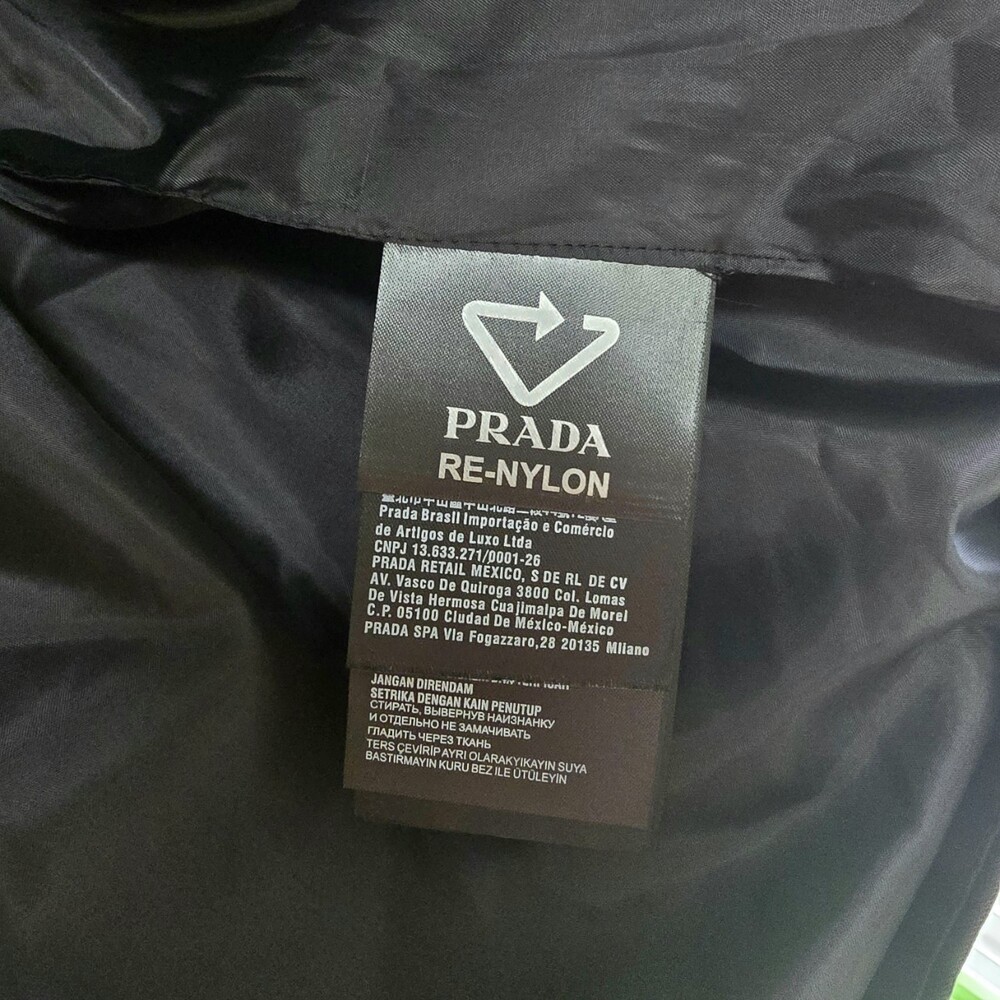 PRADA
RE-NYLON
Prada Brasil Importação e Comércio
de Artigos de Luxo Ltda
CNPJ 13.633.271/0001-26
PRADA RETAIL MEXICO, S DE RL DE CV
AV. Vasco De Quiroga 3800 Col. Lomas
De Vista Hermosa Cuajimalpa De Morel
C.P. 05100 Ciudad De México-México
PRADA SPA Via Fogazzaro,28 20135 Milano
JANGAN DIRENDAM
SETRIKA DENGAN KAIN PENUTUP
СТИРАТЬ, ВЫВЕРНУВ НАИЗНАНКУ
И ОТДЕЛЬНО НЕ ЗАМАЧИВАТЬ
ГЛАДИТЬ ЧЕРЕЗ ТКАНЬ
TERS ÇEVİRİP AYRI OLARAKYIKAYIN SUYA
BASTIRMAYIN KURU BEZ ILE ÜTÜLEYIN